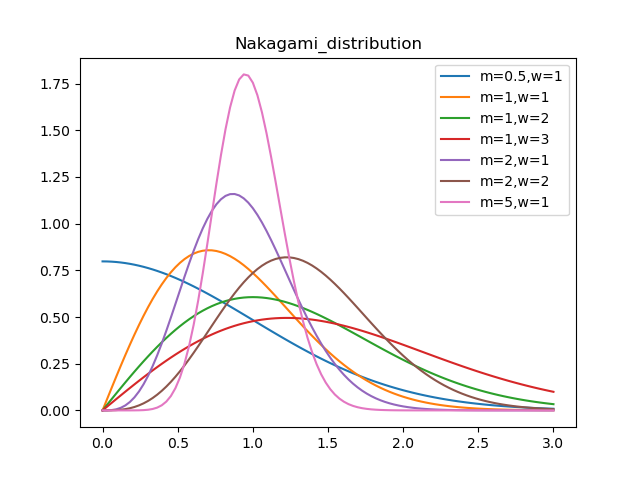 Nakagami_distribution
m=0.5,w=1
m=1,w=1
m=1,w=2
m=1,w=3
m=2,w=1
m=2,w=2
m=5,w=1
1.75
1.50
1.25
1.00
0.75
0.50
0.25
0.00
0.0 0.5 1.0 1.5 2.0 2.5 3.0